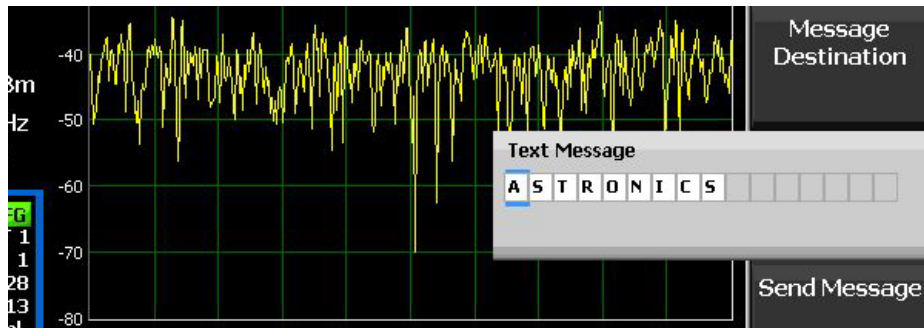 Message
Destination
-40
-50
Text Message
ASTRONICS
-60
1
1
28
13
-70
-80
Send Message